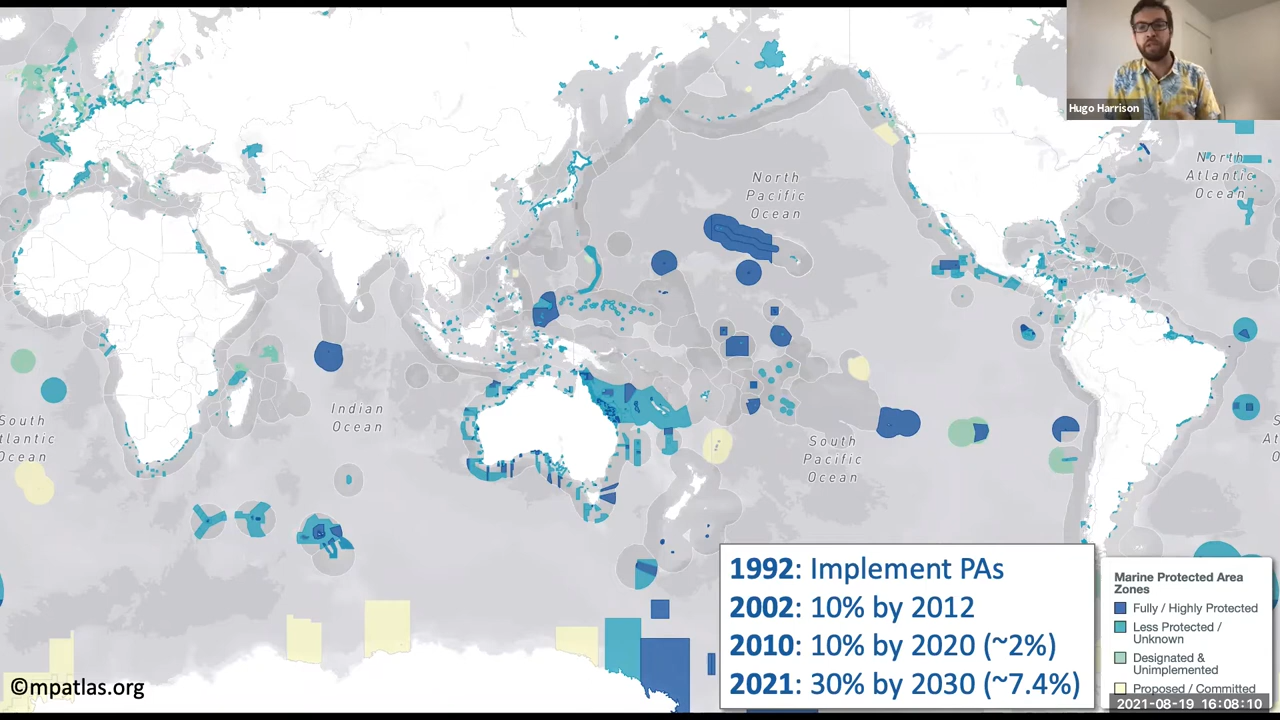 Hugo Harrison
North
Pacific
Ocean
North
Atlantic
Ocean
South
Atlantic
Ocean
Indian
Ocean
South
Pacific
Ocean
S
At
O
1992: Implement PAs
2002: 10% by 2012
2010: 10% by 2020 (~2%)
2021: 30% by 2030 (~7.4%)
Marine Protected Area
Zones
Fully / Highly Protected
Less Protected /
Unknown
Designated &
Unimplemented
Proposed / Committed
©mpatlas.org
2021-08-19 16:08:10